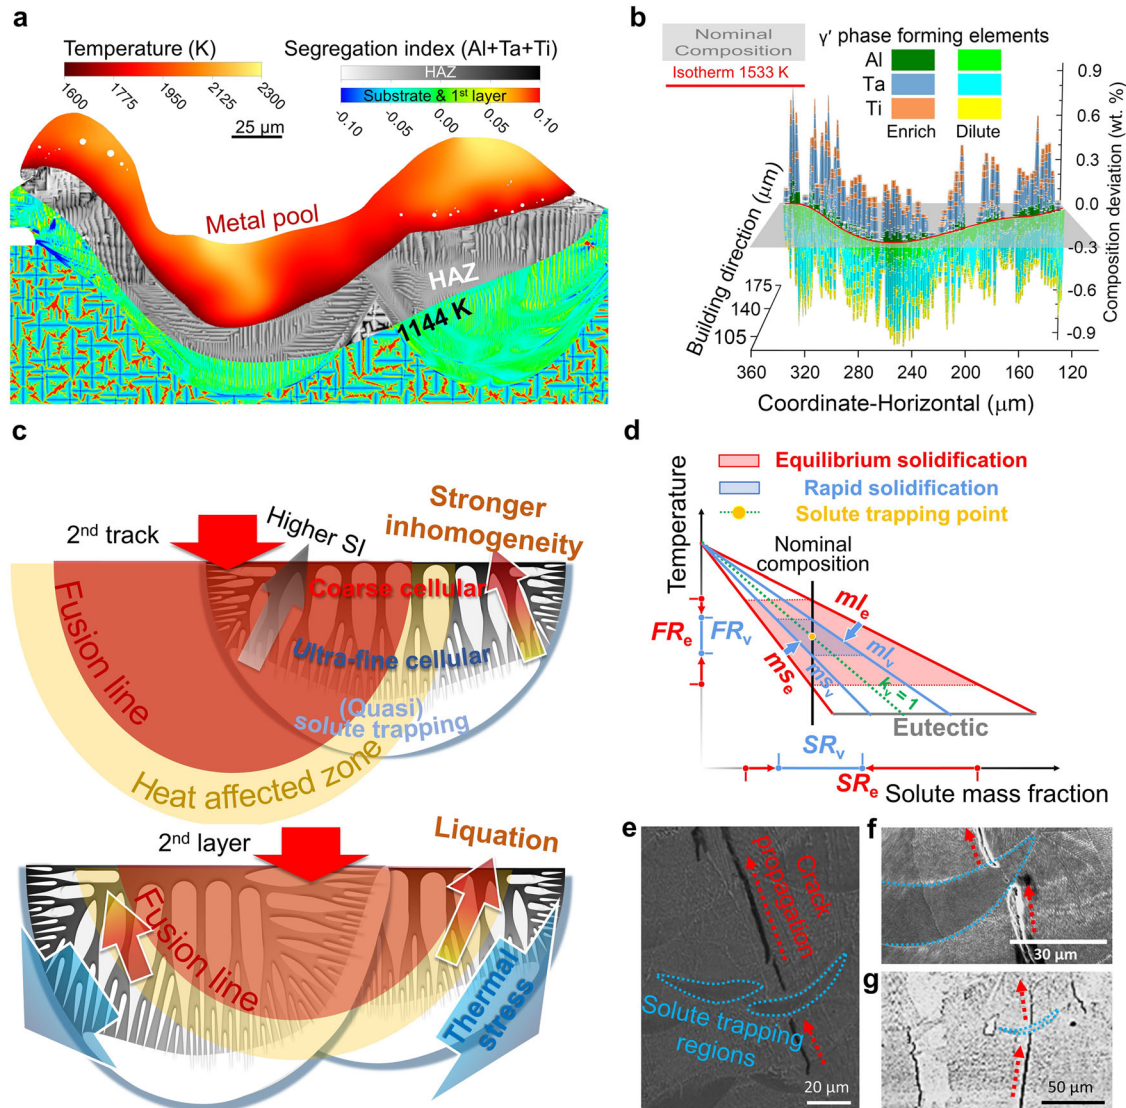 a
Temperature (K)
1600 1775 1950 2125 2300
Segregation index (Al+Ta+Ti)
HAZ
Substrate & 1st layer
-0.10 -0.05 0.00 0.05 0.10
25 µm
Metal pool
HAZ
1144 K
b
Nominal
Composition
Isotherm 1533 K
γ′ phase forming elements
Al
Ta
Ti
Enrich Dilute
0.9
0.6
0.3
0.0
-0.3
-0.6
-0.9
Composition deviation (wt. %)
Building direction (µm)
175
140
105
360 320 280 240 200 160 120
Coordinate-Horizontal (µm)
c
2nd track
Higher SI
Stronger
inhomogeneity
Coarse cellular
Ultra-fine cellular
(Quasi)
solute trapping
Fusion line
Heat affected zone
2nd layer
Liquation
Fusion line
Thermal
stress
d
Equilibrium solidification
Rapid solidification
Solute trapping point
Temperature
Nominal
composition
FRe FRv
mle
mlv
mse
msv
kv = 1
Eutectic
SRv
SRe
Solute mass fraction
e
Crack
propagation
Solute trapping
regions
20 µm
f
30 µm
g
50 µm